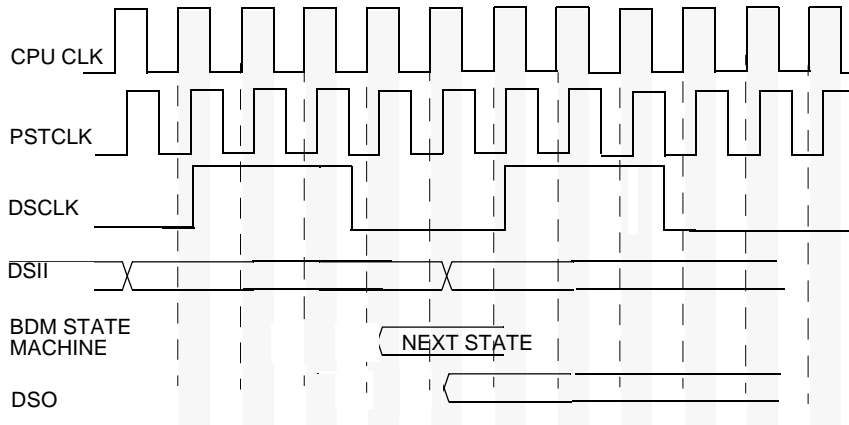 CPU CLK
PSTCLK
DSCLK
DSII
BDM STATE
MACHINE
NEXT STATE
DSO